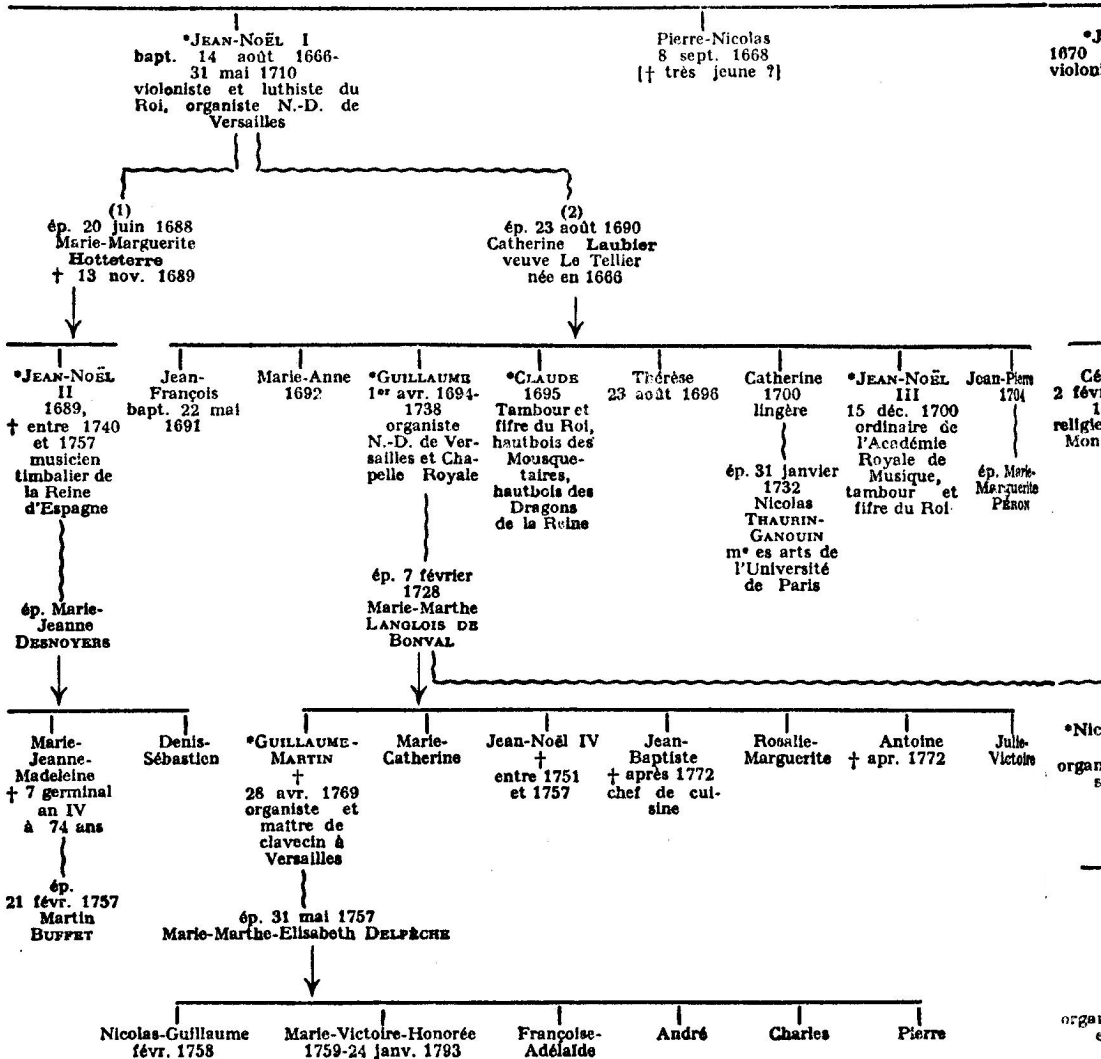 *JEAN-NOËL I
bapt. 14 août 1666-
31 mai 1710
violoniste et luthiste du
Roi, organiste N.-D. de
Versailles
Pierre-Nicolas
8 sept. 1668
[† très jeune ?]
*J
1670
violoni
(1)
ép. 20 juin 1688
Marie-Marguerite
Hotteterre
† 13 nov. 1689
(2)
ép. 23 août 1690
Catherine Laubier
veuve Le Tellier
née en 1666
*JEAN-NOËL
II
1689,
† entre 1740
et 1757
musicien
timbalier de
la Reine
d'Espagne
ép. Marie-
Jeanne
DESNOYERS
Jean-
François
bapt. 22 mai
1691
Marie-Anne
1692
*GUILLAUME
1er avr. 1694-
1738
organiste
N.-D. de Ver-
sailles et Cha-
pelle Royale
ép. 7 février
1728
Marie-Marthe
LANGLOIS DE
BONVAL
*CLAUDE
1695
Tambour et
fifre du Roi,
hautbois des
Mousque-
taires,
hautbois des
Dragons
de la Reine
Thérèse
23 août 1698
Catherine
1700
lingère
ép. 31 janvier
1732
Nicolas
THAURIN-
GANOUIN
me es arts de
l'Université
de Paris
*JEAN-NOËL
III
15 déc. 1700
ordinaire de
l'Académie
Royale de
Musique,
tambour et
fifre du Roi
Jean-Pierre
1704
ép. Marie-
Marguerite
PÉRON
Cé
2 févr
1
religie
Mon
Marie-
Jeanne-
Madeleine
† 7 germinal
an IV
à 74 ans
ép.
21 févr. 1757
Martin
BUFFET
Denis-
Sébastien
*GUILLAUME-
MARTIN
†
28 avr. 1769
organiste et
maître de
clavecin à
Versailles
ép. 31 mai 1757
Marie-Marthe-Elisabeth DELPÈCHE
Marie-
Catherine
Jean-Noël IV
†
entre 1751
et 1757
Jean-
Baptiste
† après 1772
chef de cui-
sine
Rosalie-
Marguerite
Antoine
† apr. 1772
Julie-
Victoire
*Nic
organ
s
Nicolas-Guillaume
févr. 1758
Marie-Victoire-Honorée
1759-24 janv. 1793
Françoise-
Adélaïde
André
Charles
Pierre
organ
e